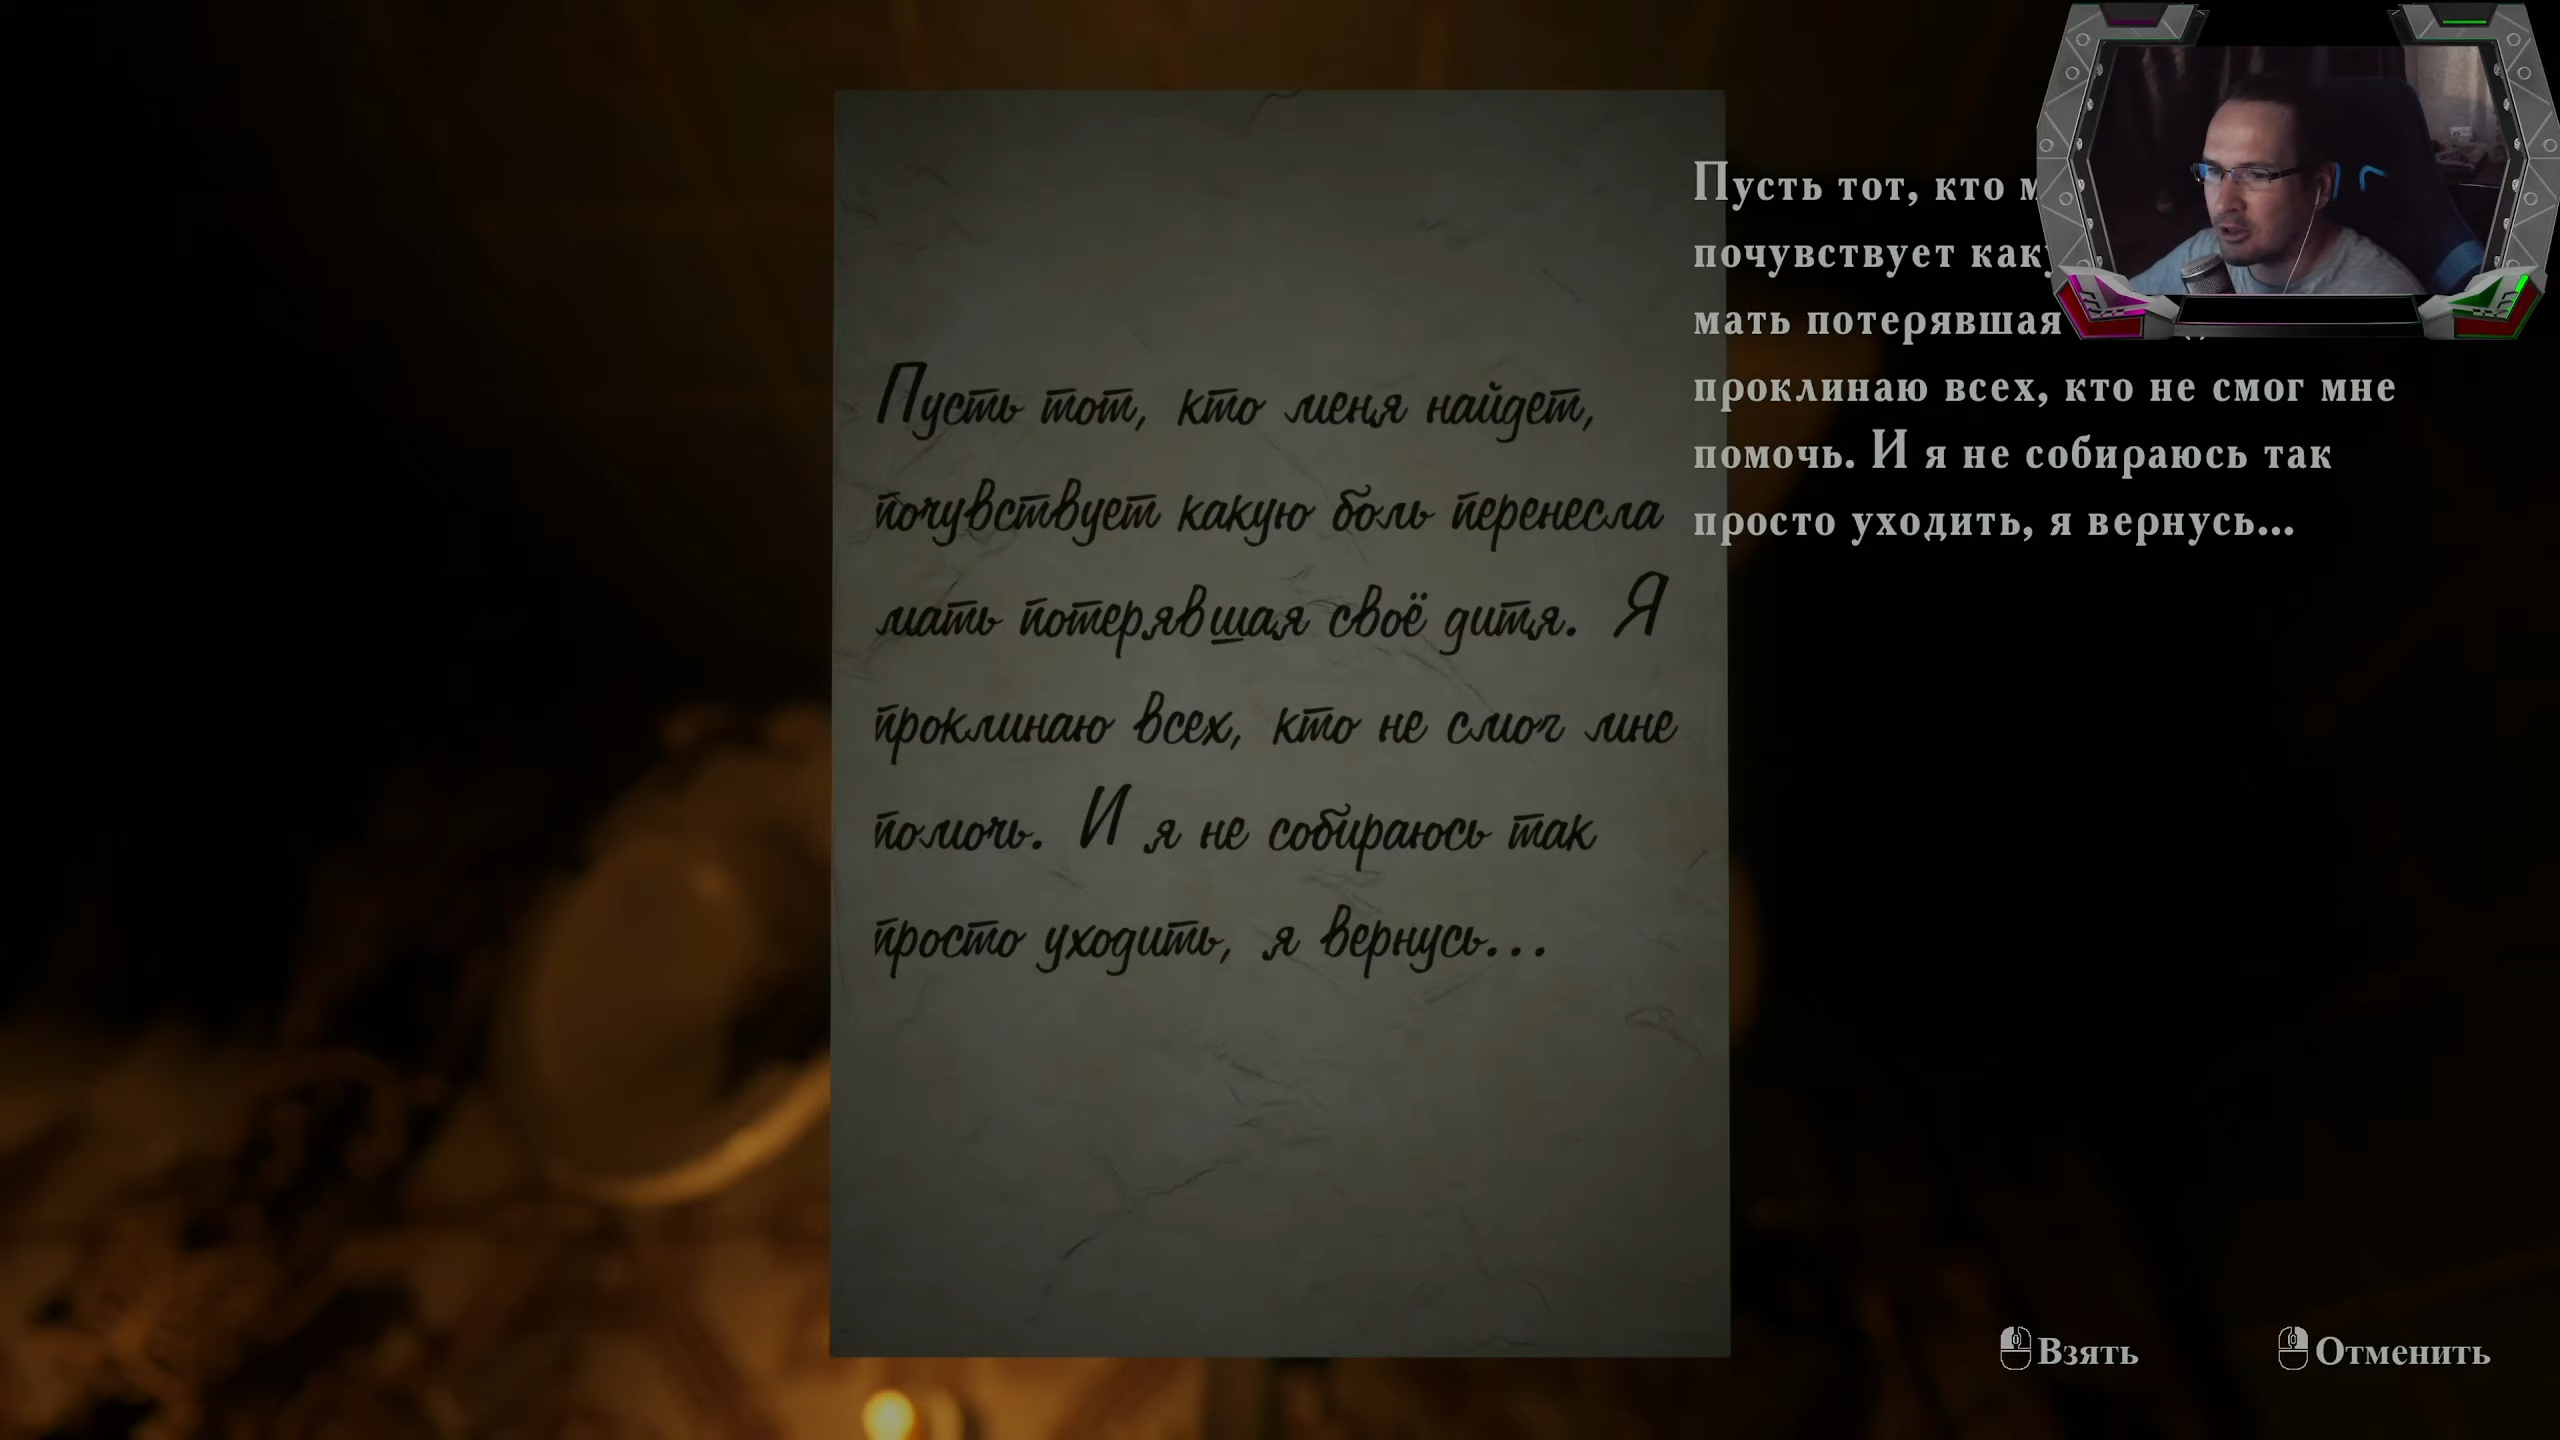 Пусть тот, кто меня найдет,
почувствует какую боль перенесла
мать потерявшая своё дитя. Я
проклинаю всех, кто не смог мне
помочь. И я не собираюсь так
просто уходить, я вернусь...
Пусть тот, кто
почувствует
мать потерявшая
проклинаю всех, кто не смог мне
помочь. И я не собираюсь так
просто уходить, я вернусь...
Взять
Отменить